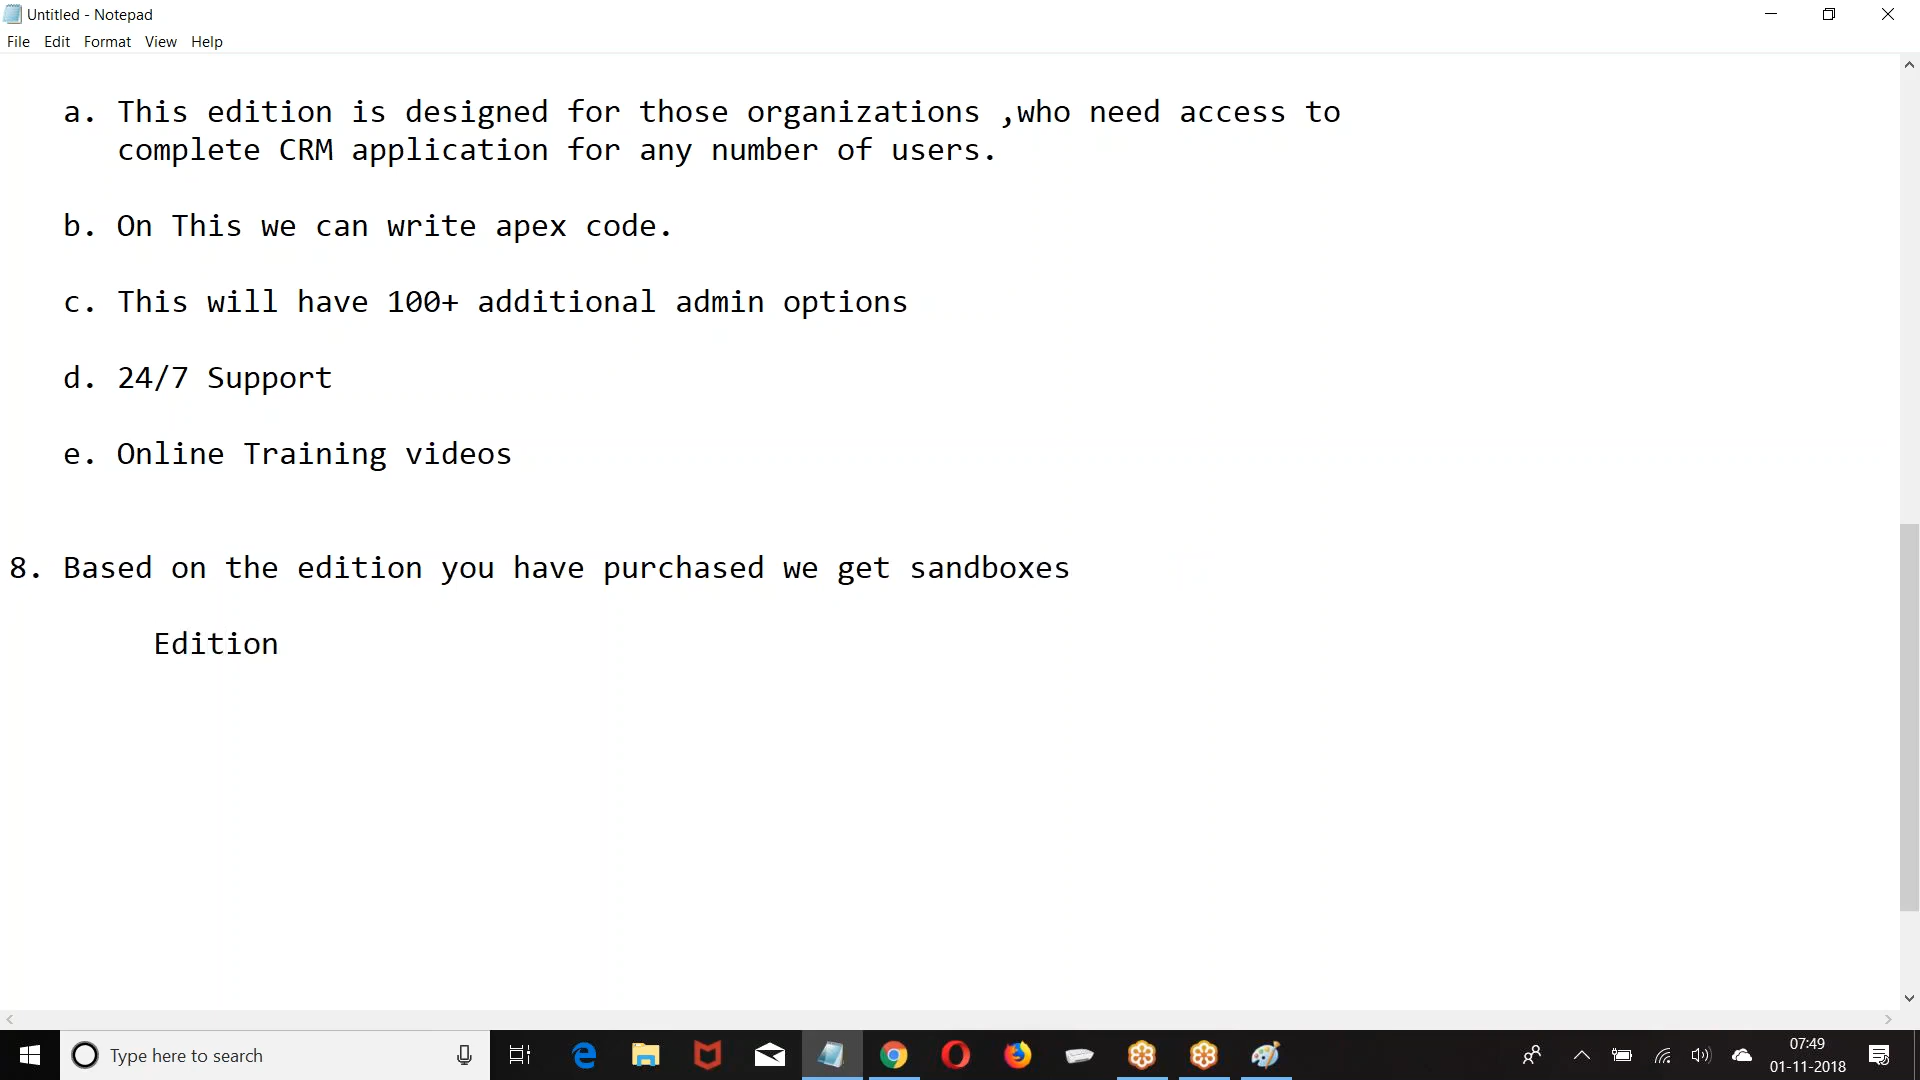 Untitled - Notepad
File Edit Format View Help
a. This edition is designed for those organizations ,who need access to
complete CRM application for any number of users.
b. On This we can write apex code.
c. This will have 100+ additional admin options
d. 24/7 Support
e. Online Training videos
8. Based on the edition you have purchased we get sandboxes
Edition
Type here to search
07:49
01-11-2018